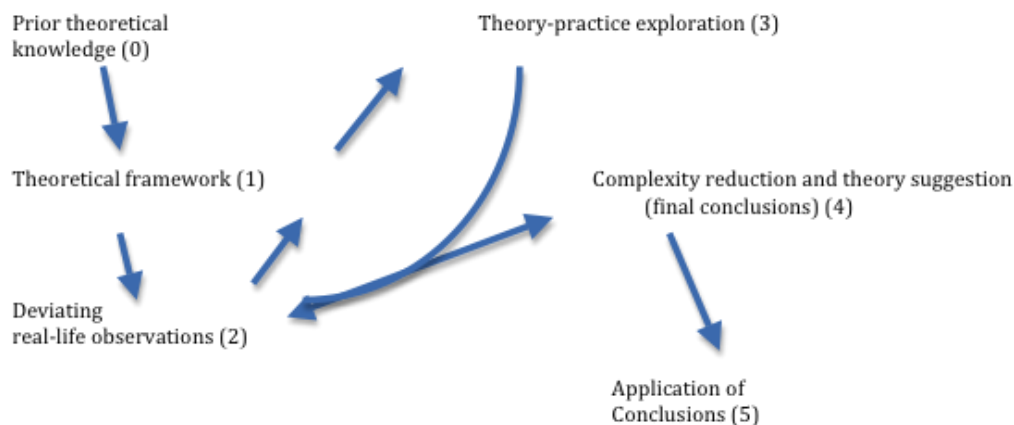 Prior theoretical
knowledge (0)
Theory-practice exploration (3)
Theoretical framework (1)
Complexity reduction and theory suggestion
(final conclusions) (4)
Deviating
real-life observations (2)
Application of
Conclusions (5)